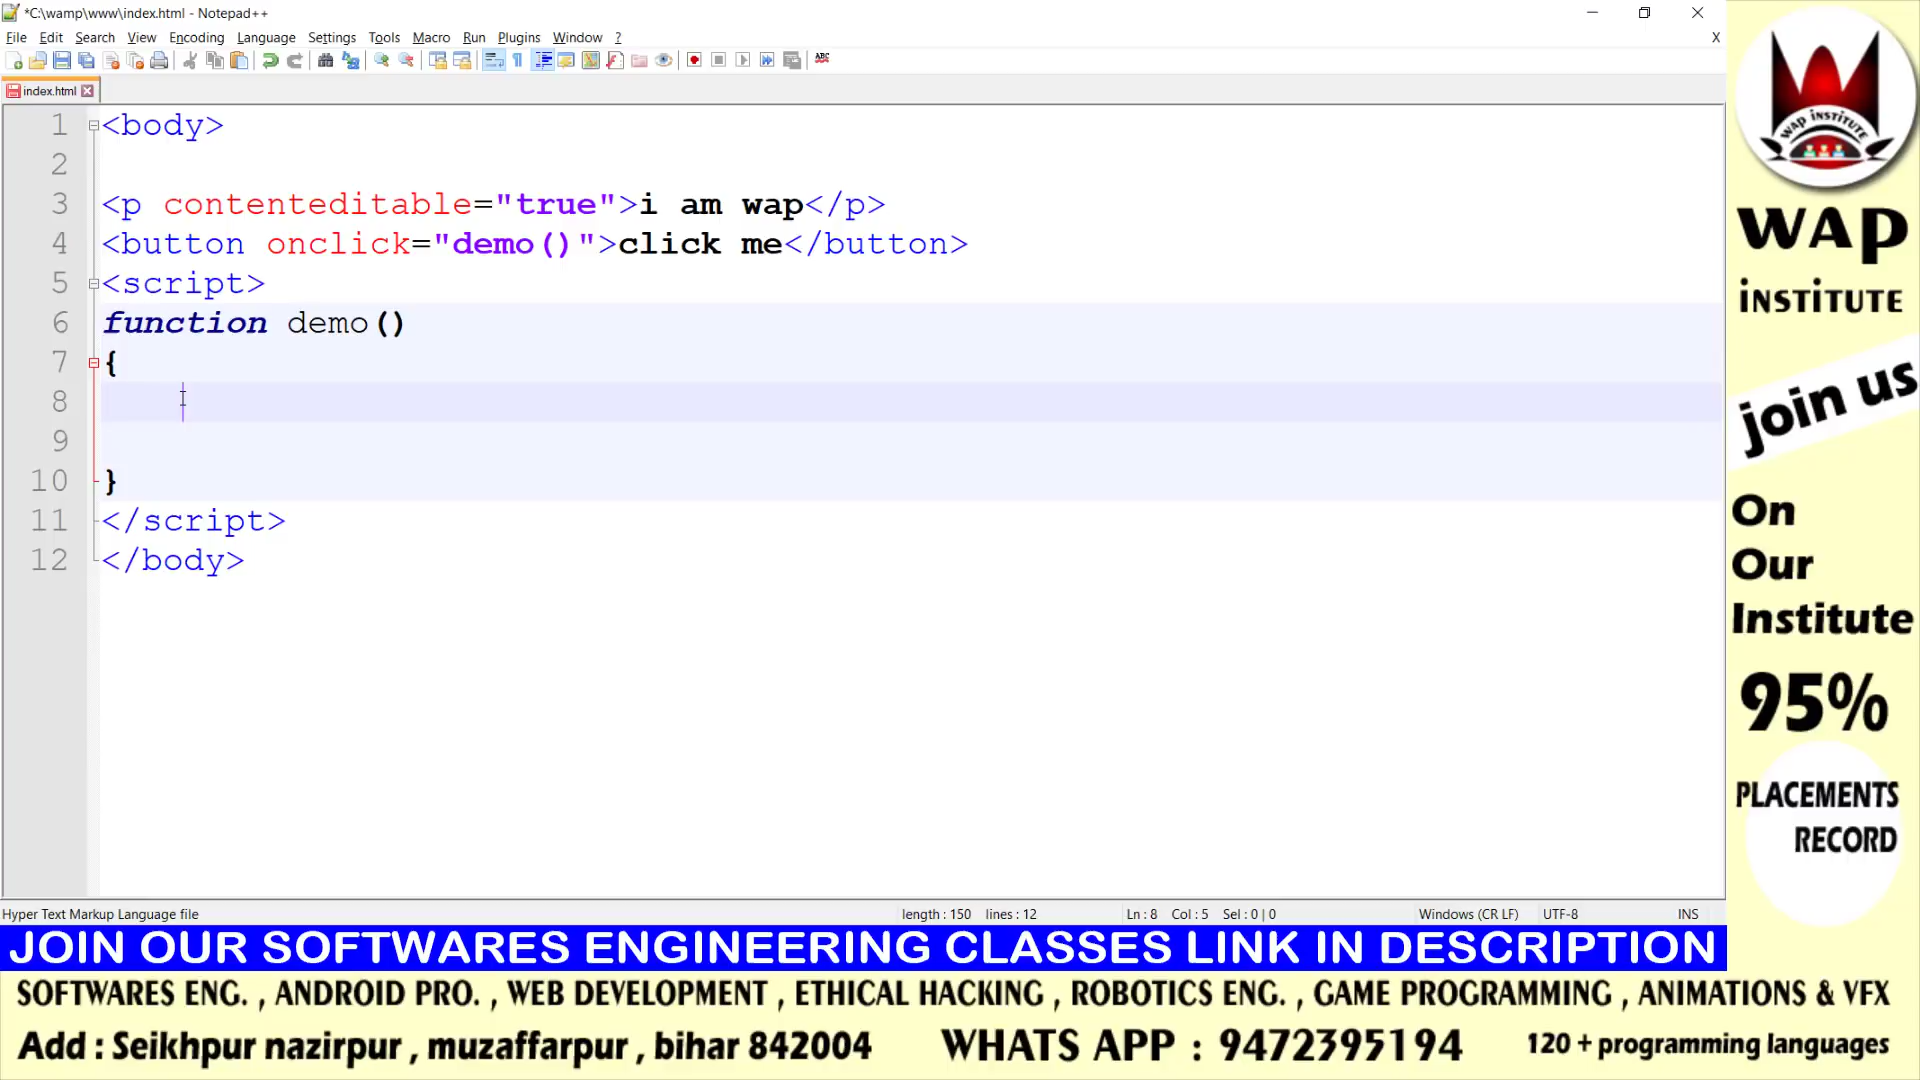 *C:\wamp\www\index.html - Notepad++
File Edit Search View Encoding Language Settings Tools Macro Run Plugins Window ?
X
ABC
index.html
1 <body>
2
3 <p contenteditable="true">i am wap</p>
4 <button onclick="demo()">click me</button>
5 <script>
6 function demo()
7 {
8
9
10 }
11 </script>
12 </body>
Hyper Text Markup Language file length : 150 lines : 12 Ln : 8 Col : 5 Sel : 0 | 0 Windows (CR LF) UTF-8 INS
WAP INSTITUTE
WAP
INSTITUTE
join us
On
Our
Institute
95%
PLACEMENTS
RECORD
JOIN OUR SOFTWARES ENGINEERING CLASSES LINK IN DESCRIPTION
SOFTWARES ENG. , ANDROID PRO. , WEB DEVELOPMENT , ETHICAL HACKING , ROBOTICS ENG. , GAME PROGRAMMING , ANIMATIONS & VFX
Add : Seikhpur nazirpur , muzaffarpur , bihar 842004 WHATS APP : 9472395194 120 + programming languages